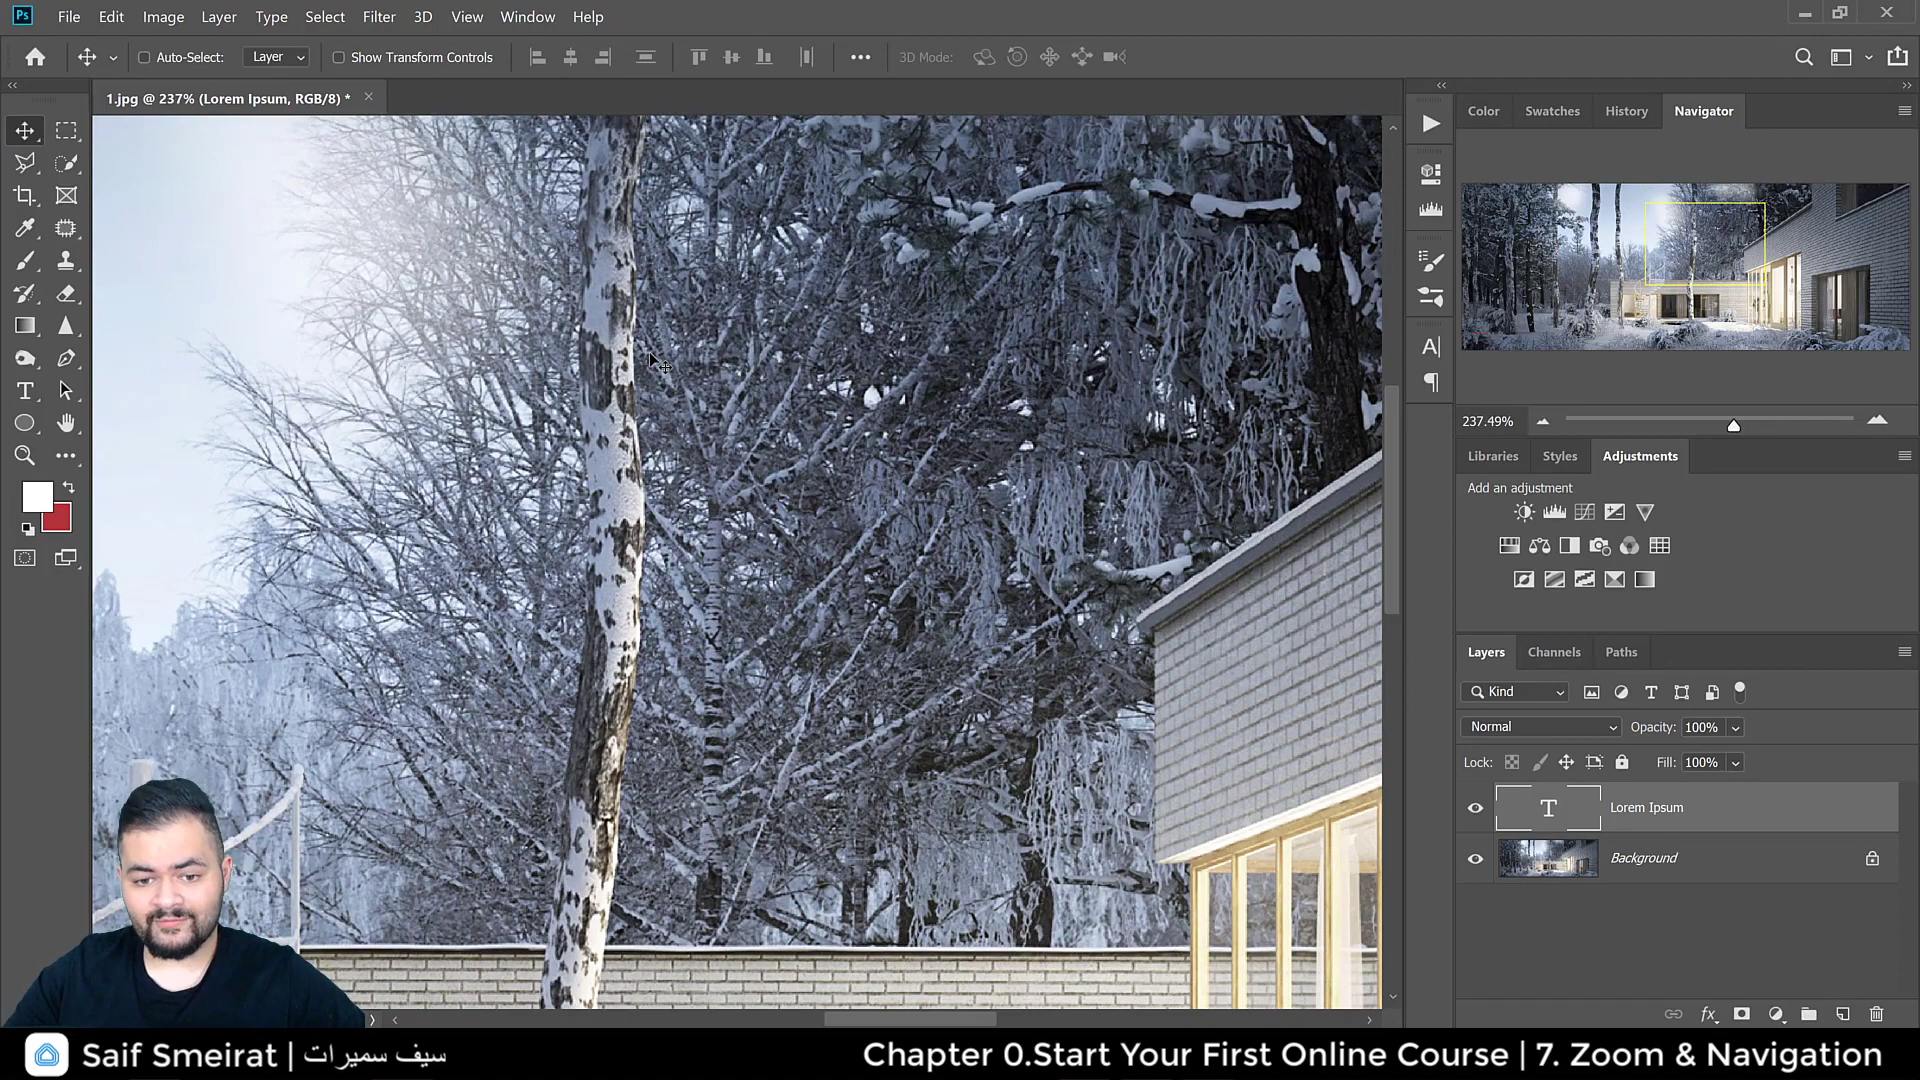 Ps File Edit Image Layer Type Select Filter 3D View Window Help
Auto-Select: Layer Show Transform Controls 3D Mode:
1.jpg @ 237% (Lorem Ipsum, RGB/8) *
Color Swatches History Navigator
237.49%
Libraries Styles Adjustments
Add an adjustment
Layers Channels Paths
Kind
Normal Opacity: 100%
Lock: Fill: 100%
T Lorem Ipsum
Background
fx
Saif Smeirat | سيف سميرات
Chapter 0.Start Your First Online Course | 7. Zoom & Navigation